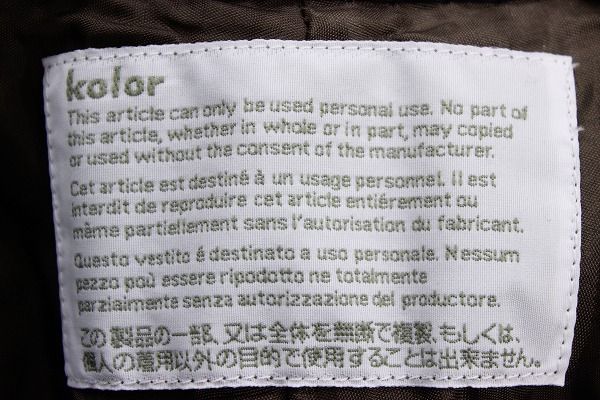 kolor
This article can only be used personal use. No part of
this article, whether in whole or in part, may copied
or used without the consent of the manufacturer.
Cet article est destiné à un usage personnel. Il est
interdit de reproduire cet article entiérement ou
même partiellement sans l'autorisation du fabricant.
Questo vestito é destinato a uso personale. Nessum
pezzo poù essere ripodotto ne totalmente
parziaimente senza autorizzazione del productore.
この製品の一部、又は全体を無断で複製、もしくは、
個人の着用以外の目的で使用することは出来ません。